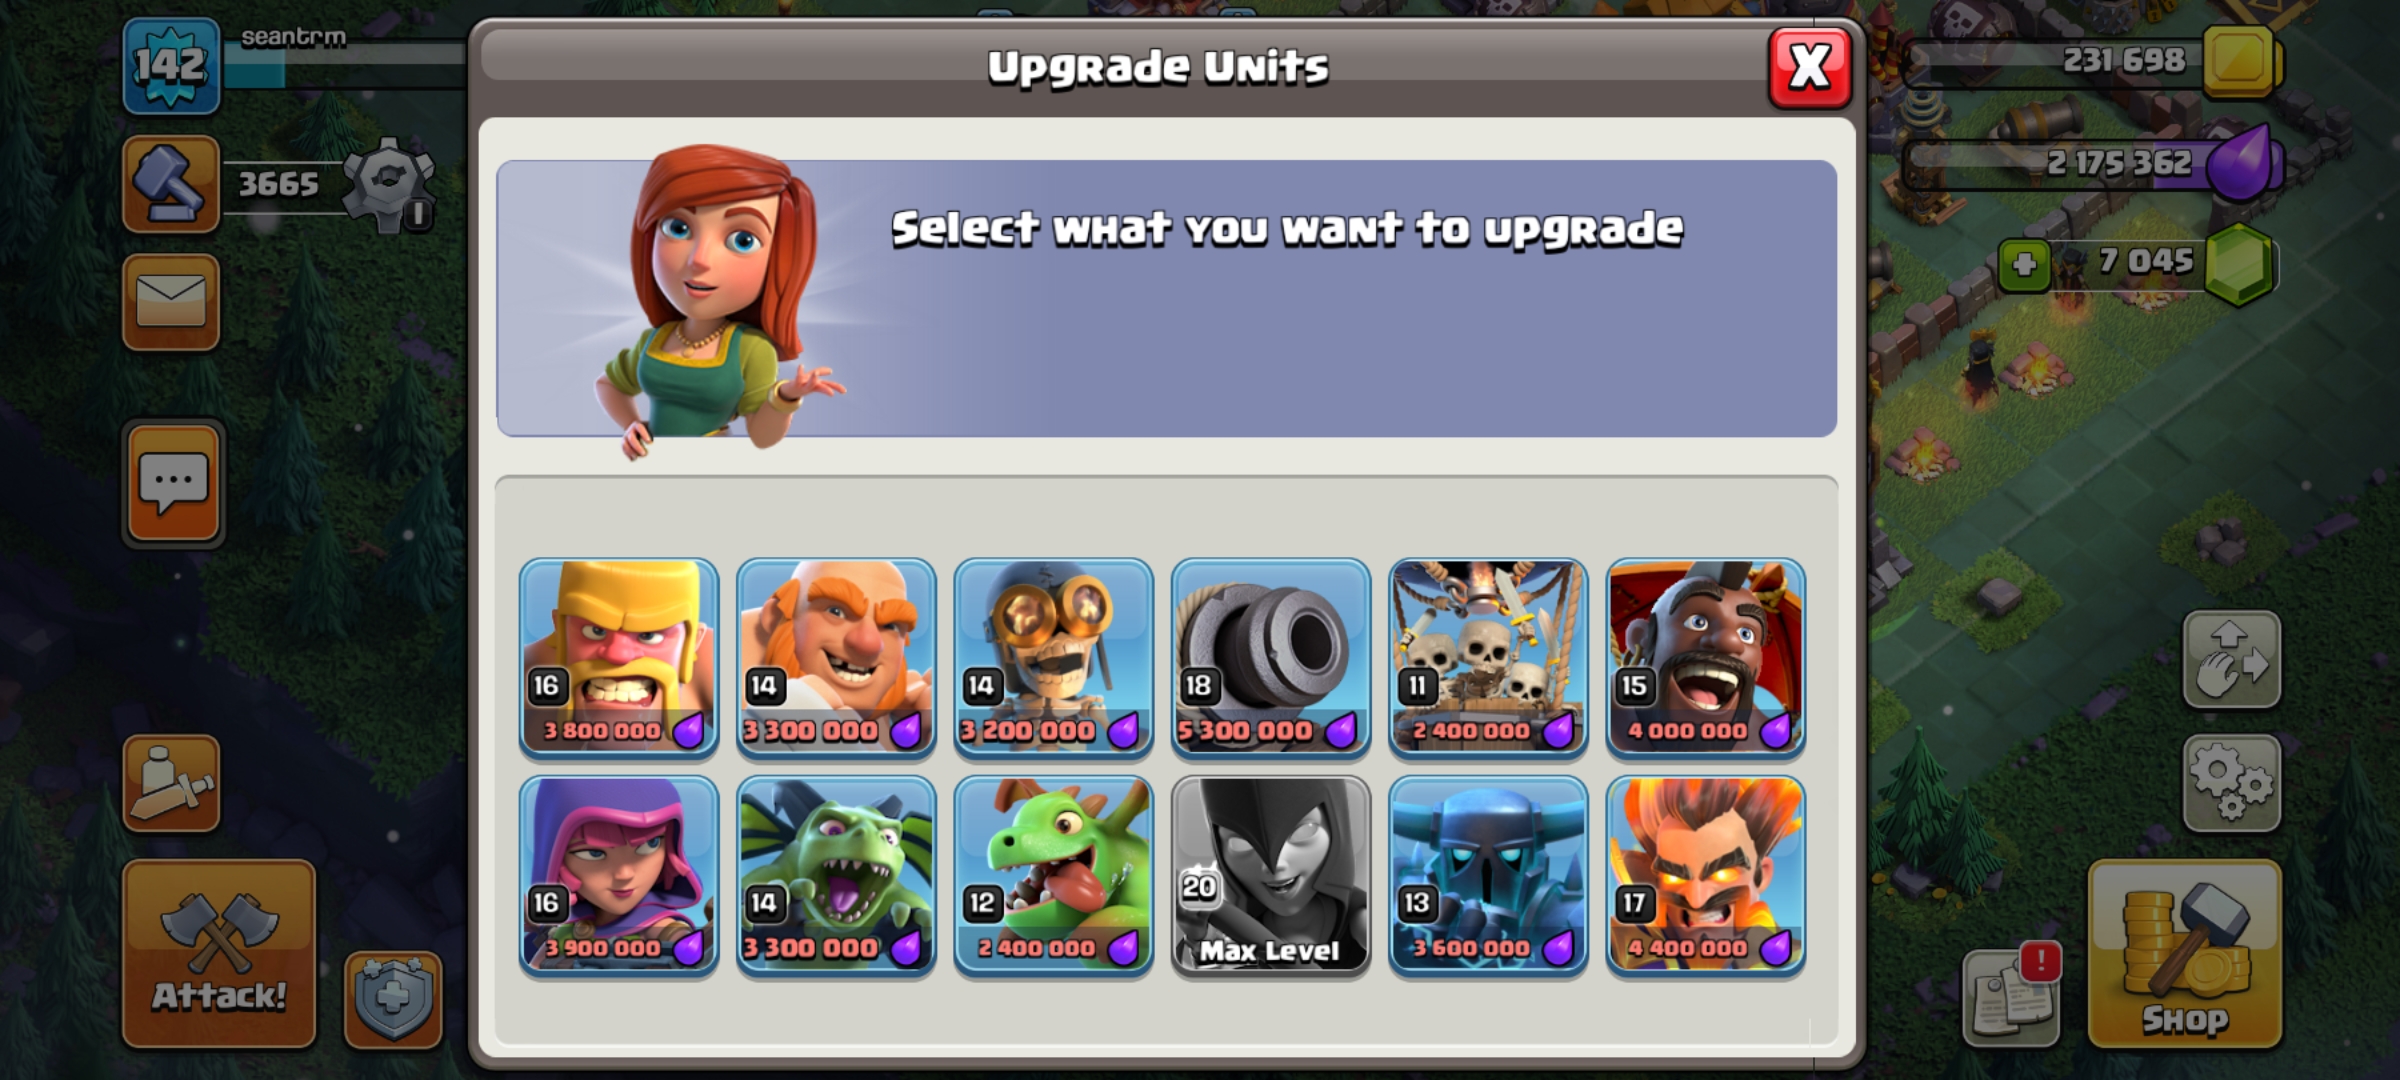 142
seantrm
Upgrade Units
X
231 698
3665
2 175 362
Select what you want to upgrade
7 045
16
3 800 000
14
3 300 000
14
3 200 000
18
5 300 000
11
2 400 000
15
4 000 000
16
3 900 000
14
3 300 000
12
2 400 000
20
Max Level
13
3 600 000
17
4 400 000
Attack!
!
Shop